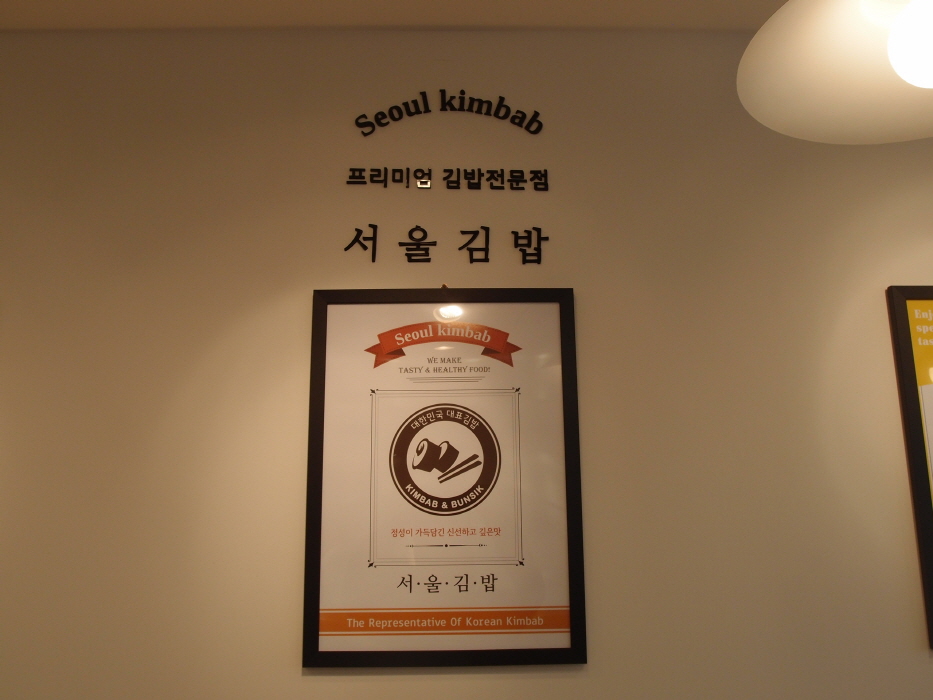 Seoul kimbab
프리미엄 김밥전문점
서울김밥
Seoul kimbab
WE MAKE
TASTY & HEALTHY FOOD!
대한민국 대표김밥
KIMBAB & BUNSIK
정성이 가득담긴 신선하고 깊은맛
서·울·김·밥
The Representative Of Korean Kimbab